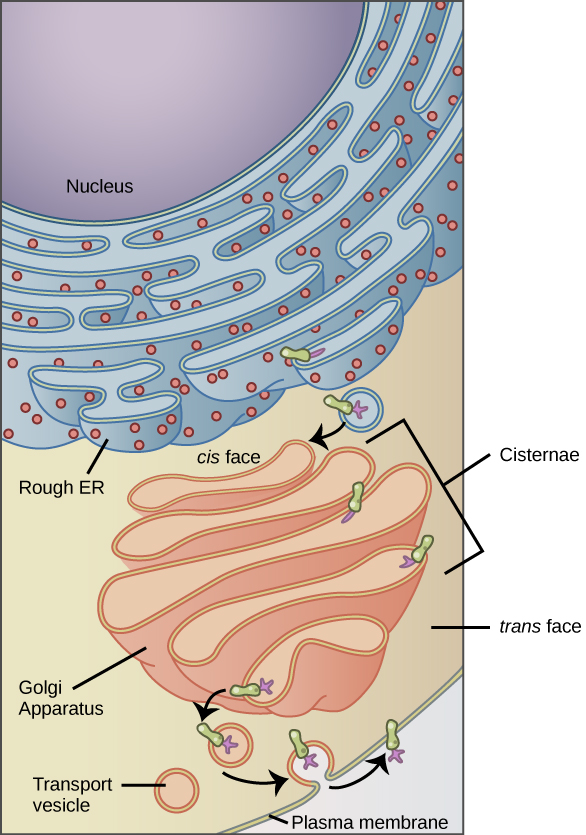 Nucleus
cis face
Cisternae
Rough ER
trans face
Golgi
Apparatus
Transport
vesicle
Plasma membrane